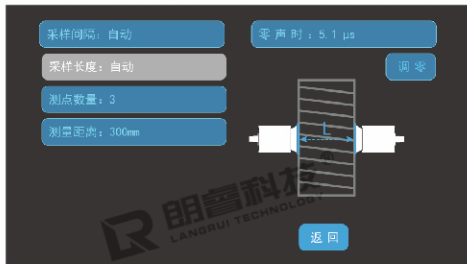 采样间隔：自动
零声时：5.1 μs
采样长度：自动
调零
测点数量：3
测量距离：300mm
L
朗睿科技
LANGRUI TECHNOLOGY
返回